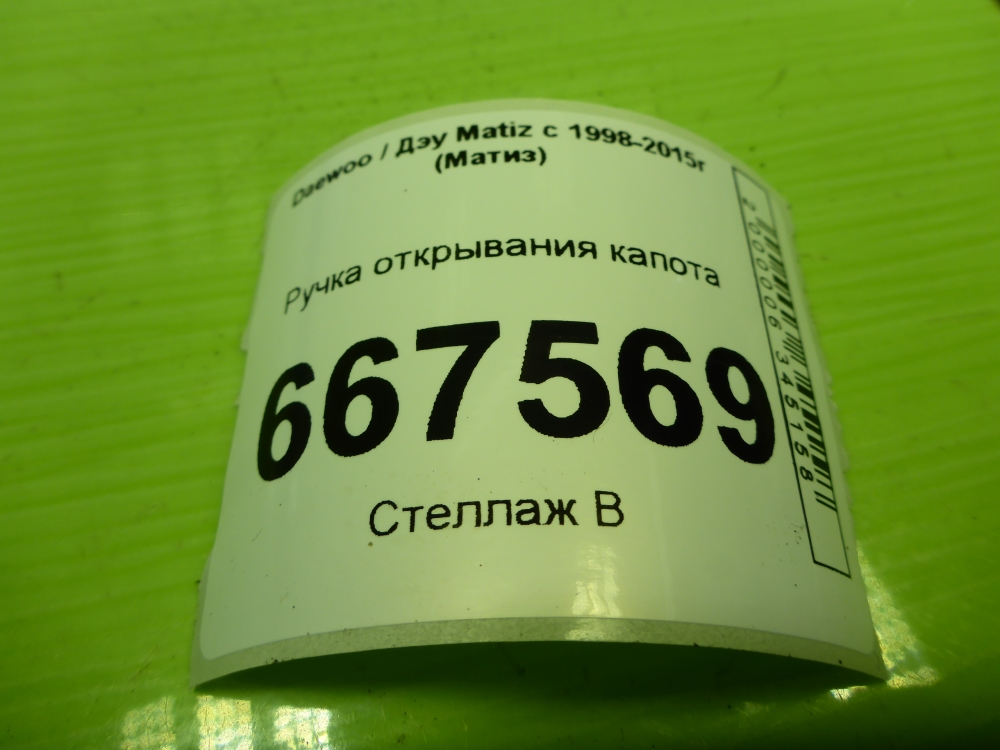 Daewoo / Дэу Matiz с 1998-2015г
(Матиз)
Ручка открывания капота
667569
Стеллаж В
2000006345158